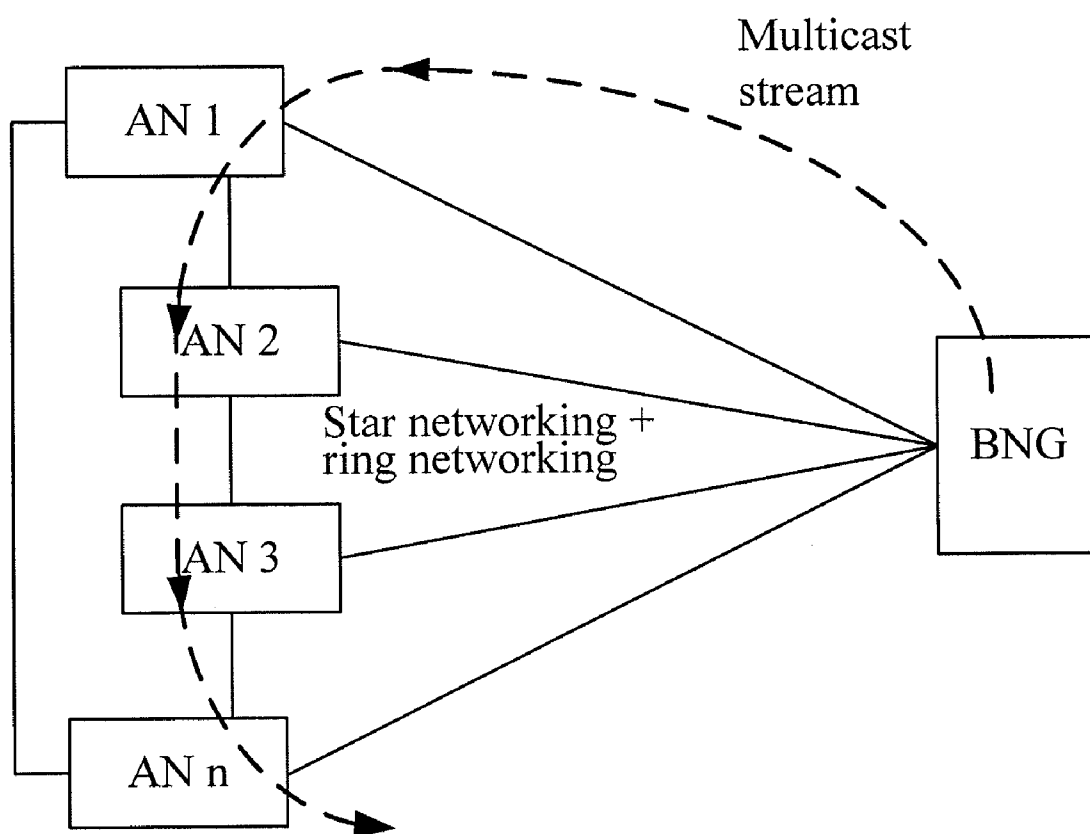 Multicast
stream
AN 1
AN 2
Star networking +
ring networking
BNG
AN 3
AN n